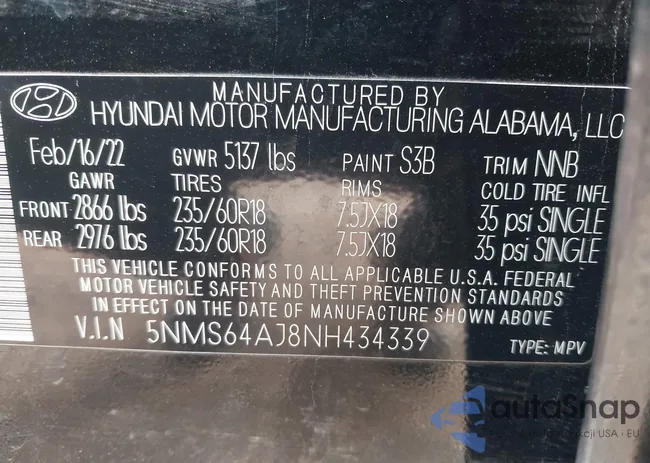 MANUFACTURED BY
HYUNDAI MOTOR MANUFACTURING ALABAMA, LLC
Feb/16/22 GVWR 5137 lbs PAINT S3B TRIM NNB
GAWR TIRES RIMS COLD TIRE INFL
FRONT 2866 lbs 235/60R18 7.5JX18 35 psi SINGLE
REAR 2976 lbs 235/60R18 7.5JX18 35 psi SINGLE
THIS VEHICLE CONFORMS TO ALL APPLICABLE U.S.A. FEDERAL
MOTOR VEHICLE SAFETY AND THEFT PREVENTION STANDARDS
IN EFFECT ON THE DATE OF MANUFACTURE SHOWN ABOVE
V.I.N 5NMS64AJ8NH434339 TYPE: MPV
autoSnap
USA - EU